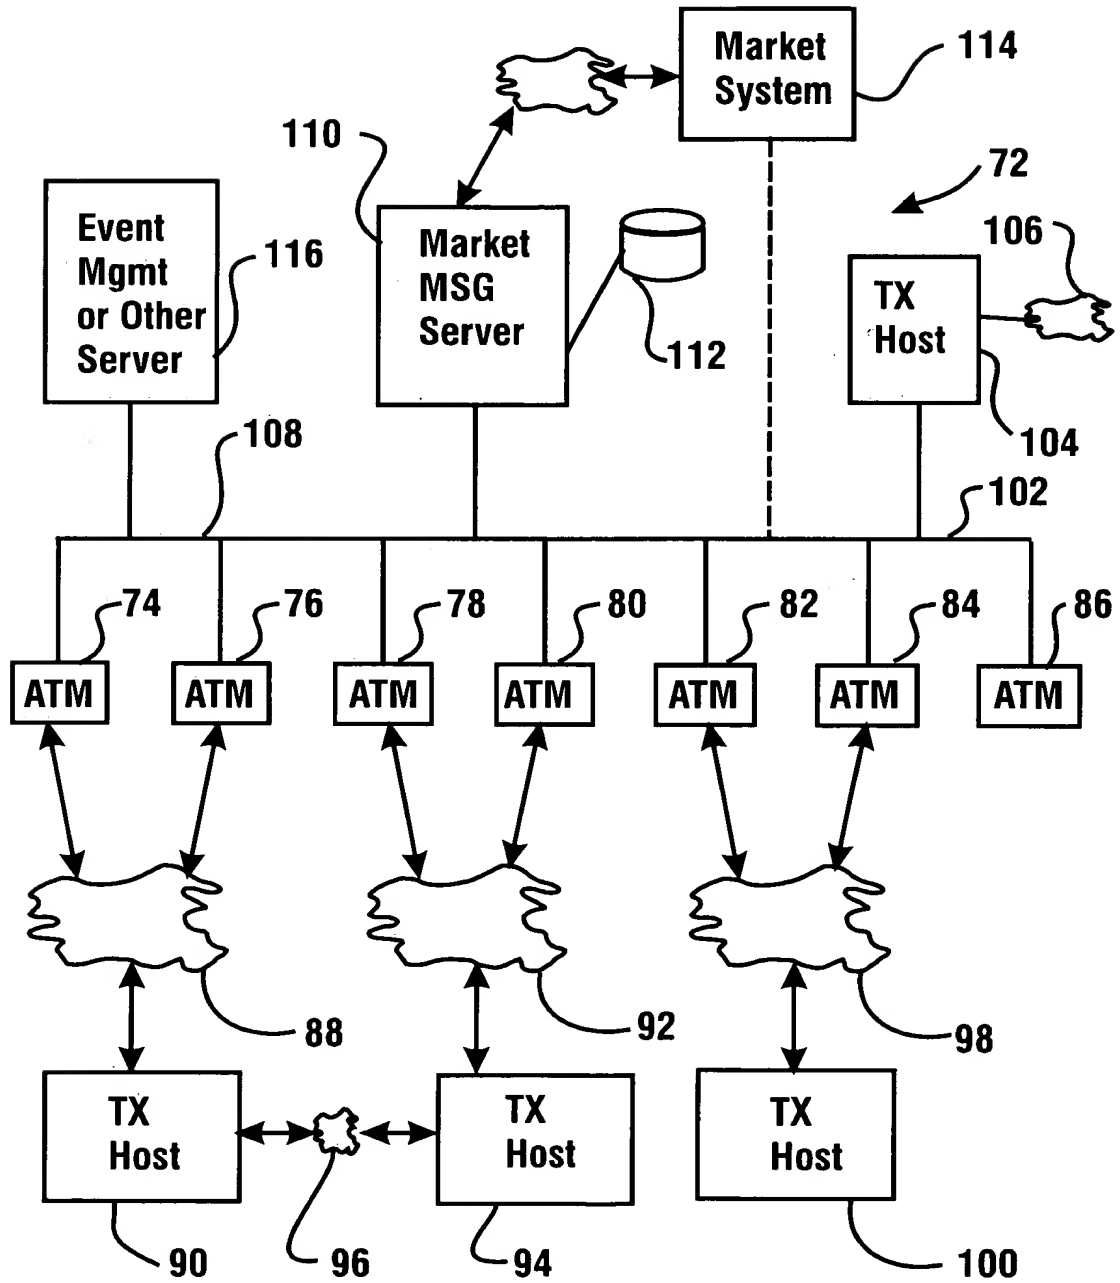 Market
System
114
110
72
Event
Mgmt
or Other
Server
116
Market
MSG
Server
112
106
TX
Host
104
108
102
74
76
78
80
82
84
86
ATM
ATM
ATM
ATM
ATM
ATM
ATM
88
92
98
TX
Host
TX
Host
TX
Host
90
96
94
100